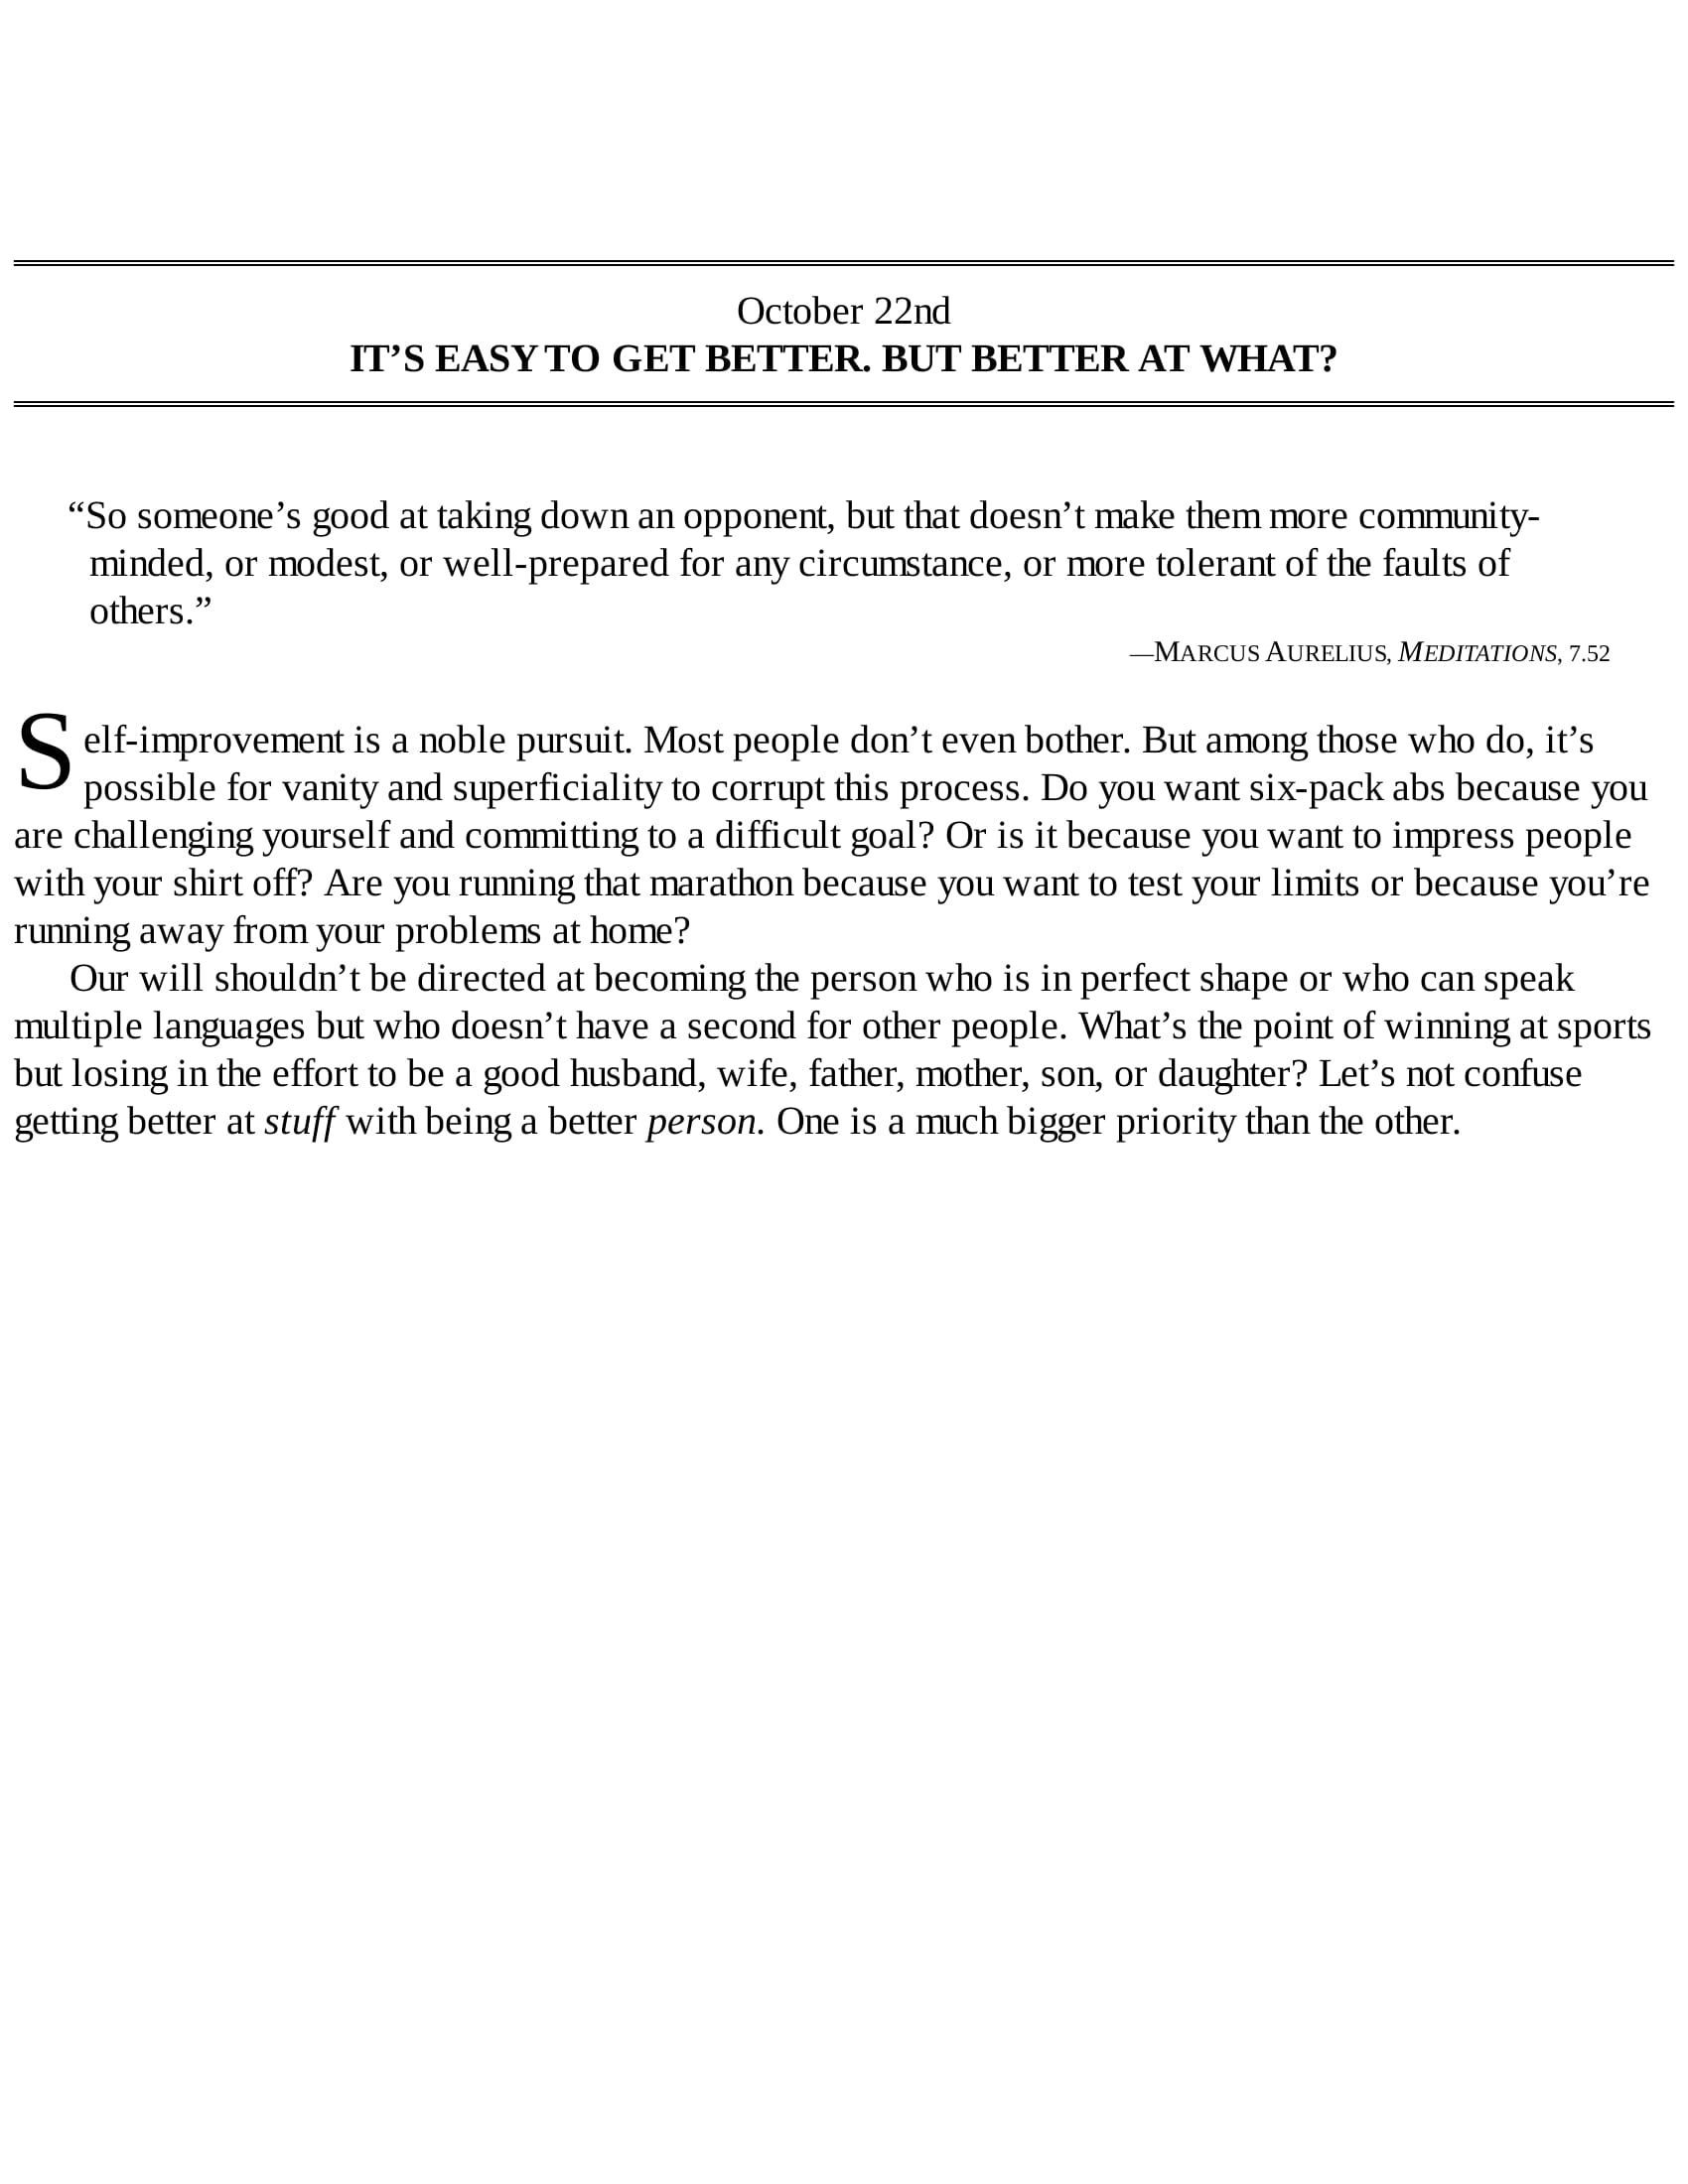 October 22nd
IT’S EASY TO GET BETTER. BUT BETTER AT WHAT?
“So someone’s good at taking down an opponent, but that doesn’t make them more community-
minded, or modest, or well-prepared for any circumstance, or more tolerant of the faults of
others.”
—MARCUS AURELIUS, MEDITATIONS, 7.52
Self-improvement is a noble pursuit. Most people don’t even bother. But among those who do, it’s
possible for vanity and superficiality to corrupt this process. Do you want six-pack abs because you
are challenging yourself and committing to a difficult goal? Or is it because you want to impress people
with your shirt off? Are you running that marathon because you want to test your limits or because you’re
running away from your problems at home?
Our will shouldn’t be directed at becoming the person who is in perfect shape or who can speak
multiple languages but who doesn’t have a second for other people. What’s the point of winning at sports
but losing in the effort to be a good husband, wife, father, mother, son, or daughter? Let’s not confuse
getting better at stuff with being a better person. One is a much bigger priority than the other.